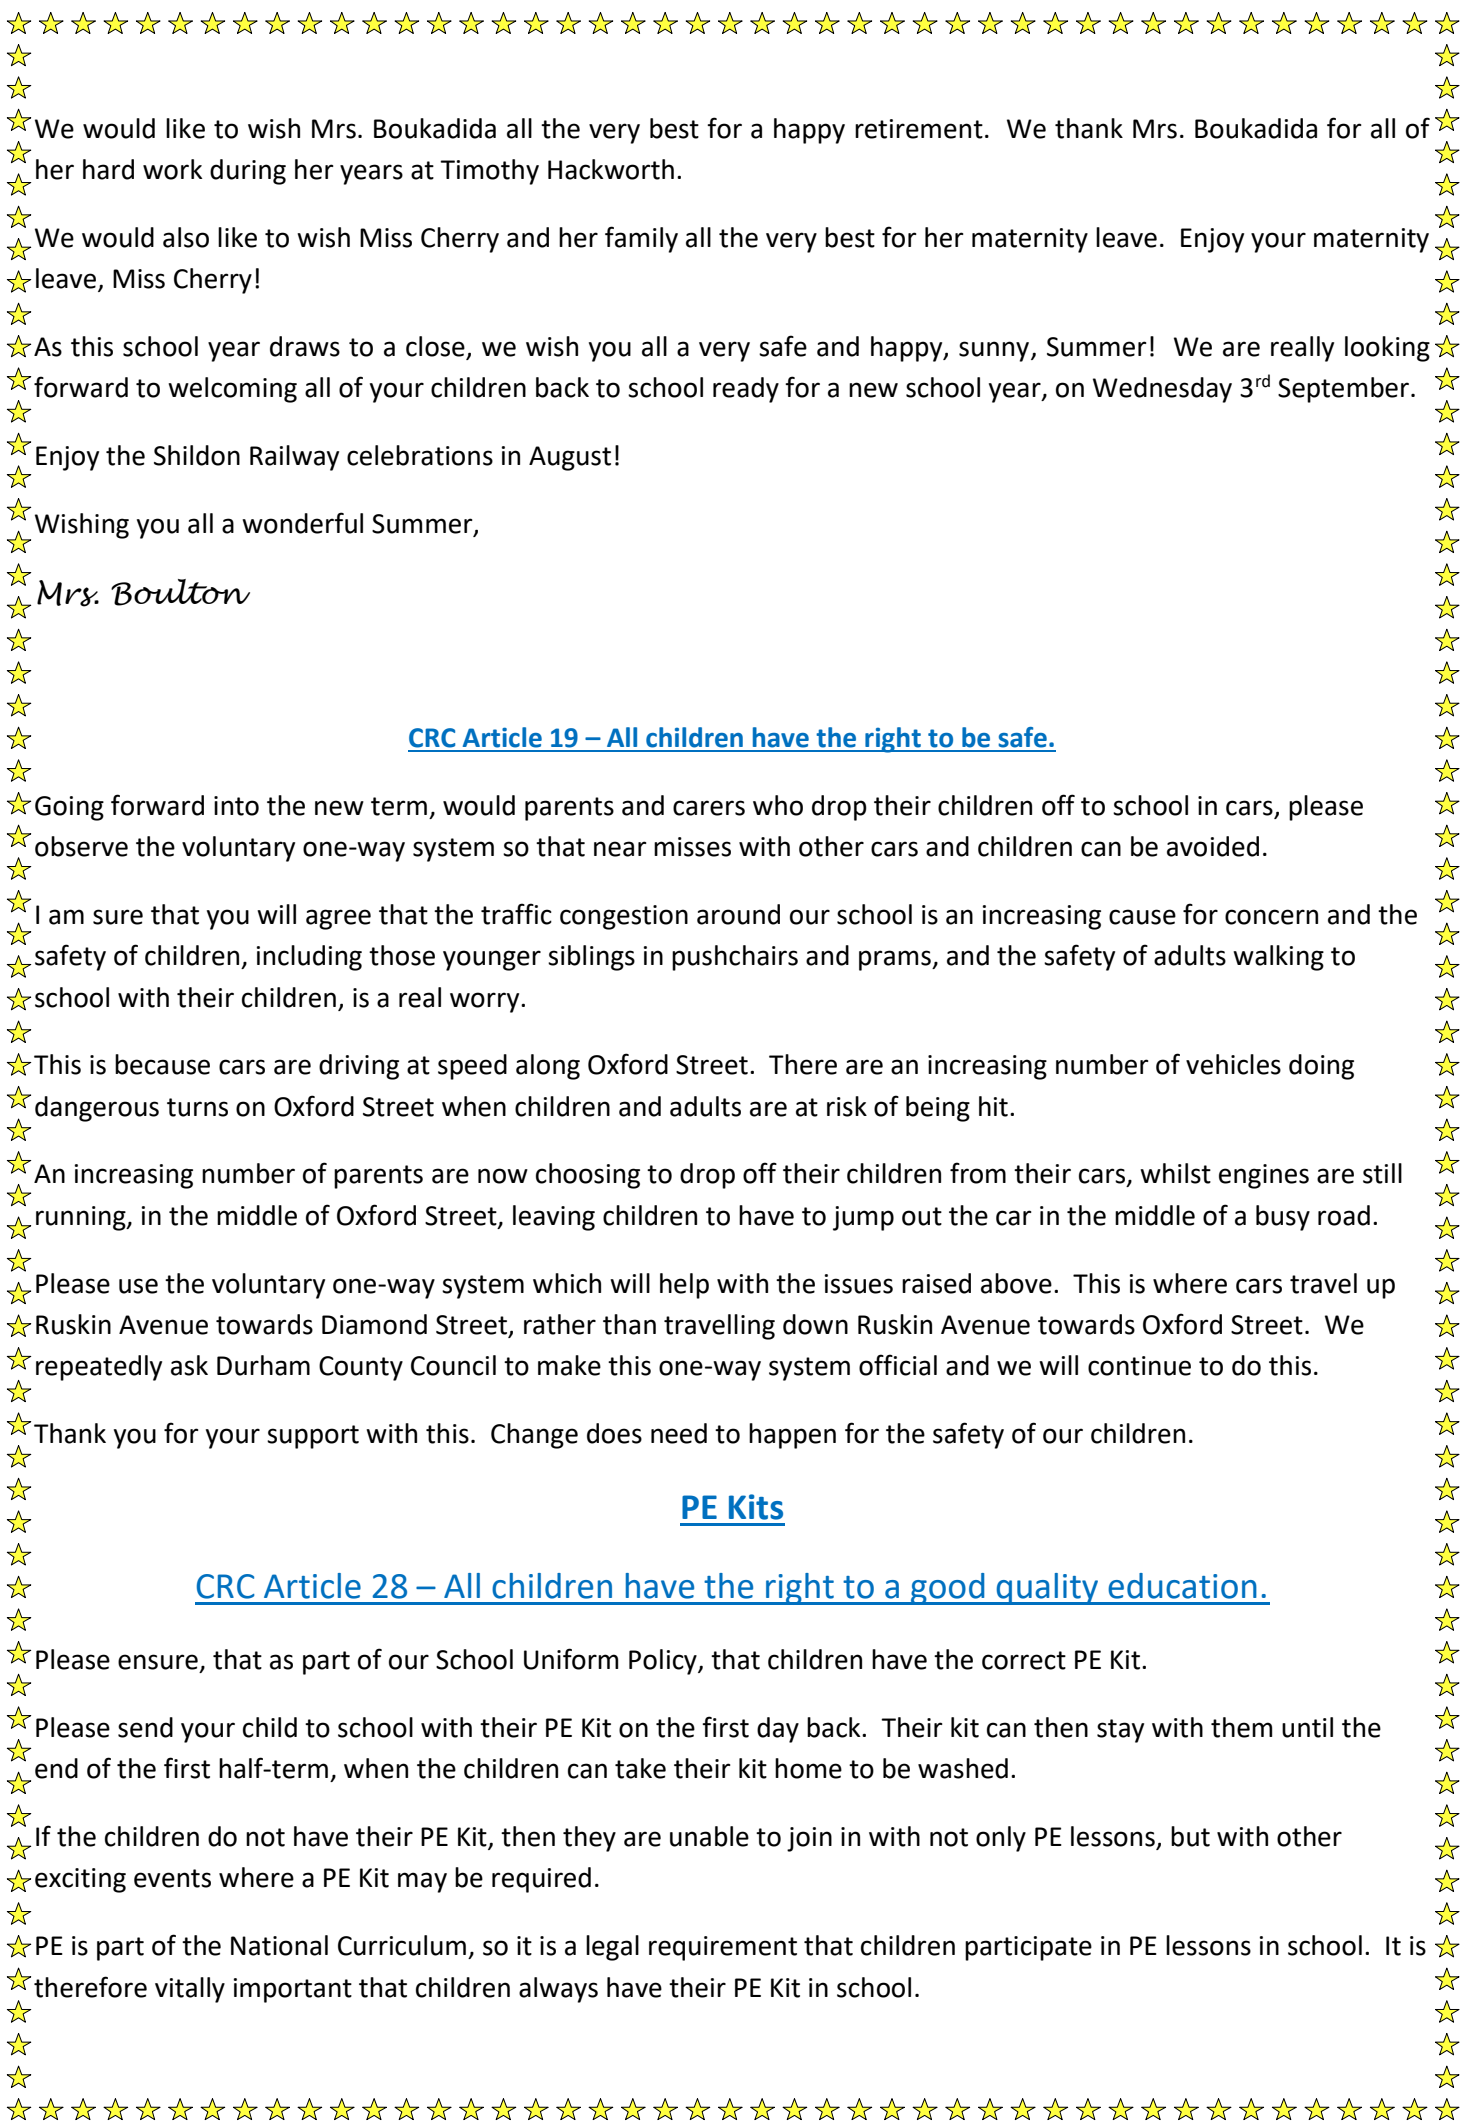 We would like to wish Mrs. Boukadida all the very best for a happy retirement.  We thank Mrs. Boukadida for all of
her hard work during her years at Timothy Hackworth.
We would also like to wish Miss Cherry and her family all the very best for her maternity leave.  Enjoy your maternity
leave, Miss Cherry!
As this school year draws to a close, we wish you all a very safe and happy, sunny, Summer!  We are really looking
forward to welcoming all of your children back to school ready for a new school year, on Wednesday 3rd September.
Enjoy the Shildon Railway celebrations in August!
Wishing you all a wonderful Summer,
Mrs. Boulton
CRC Article 19 – All children have the right to be safe.
Going forward into the new term, would parents and carers who drop their children off to school in cars, please
observe the voluntary one-way system so that near misses with other cars and children can be avoided.
I am sure that you will agree that the traffic congestion around our school is an increasing cause for concern and the
safety of children, including those younger siblings in pushchairs and prams, and the safety of adults walking to
school with their children, is a real worry.
This is because cars are driving at speed along Oxford Street.  There are an increasing number of vehicles doing
dangerous turns on Oxford Street when children and adults are at risk of being hit.
An increasing number of parents are now choosing to drop off their children from their cars, whilst engines are still
running, in the middle of Oxford Street, leaving children to have to jump out the car in the middle of a busy road.
Please use the voluntary one-way system which will help with the issues raised above.  This is where cars travel up
Ruskin Avenue towards Diamond Street, rather than travelling down Ruskin Avenue towards Oxford Street.  We
repeatedly ask Durham County Council to make this one-way system official and we will continue to do this.
Thank you for your support with this.  Change does need to happen for the safety of our children.
PE Kits
CRC Article 28 – All children have the right to a good quality education.
Please ensure, that as part of our School Uniform Policy, that children have the correct PE Kit.
Please send your child to school with their PE Kit on the first day back.  Their kit can then stay with them until the
end of the first half-term, when the children can take their kit home to be washed.
If the children do not have their PE Kit, then they are unable to join in with not only PE lessons, but with other
exciting events where a PE Kit may be required.
PE is part of the National Curriculum, so it is a legal requirement that children participate in PE lessons in school.  It is
therefore vitally important that children always have their PE Kit in school.